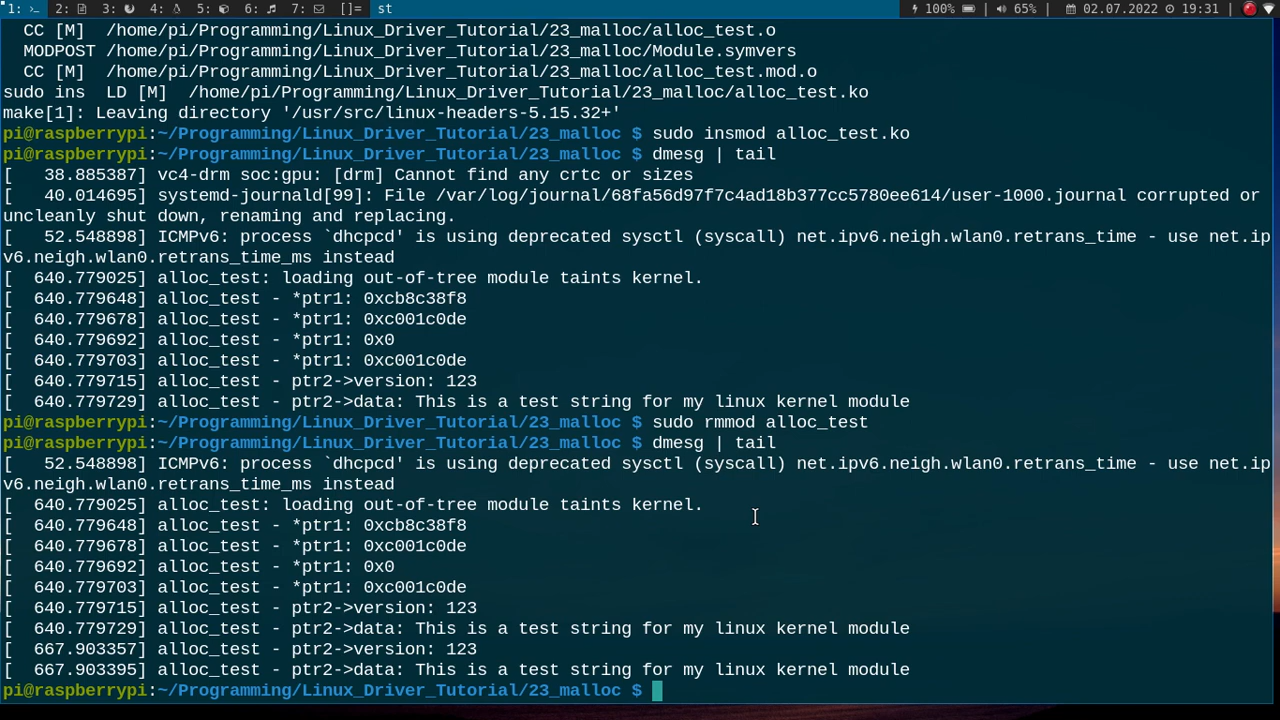 1: 2: 3: 4: 5: 6: 7: []= st 100% | 65% | 02.07.2022 19:31 |
CC [M] /home/pi/Programming/Linux_Driver_Tutorial/23_malloc/alloc_test.o
MODPOST /home/pi/Programming/Linux_Driver_Tutorial/23_malloc/Module.symvers
CC [M] /home/pi/Programming/Linux_Driver_Tutorial/23_malloc/alloc_test.mod.o
sudo ins LD [M] /home/pi/Programming/Linux_Driver_Tutorial/23_malloc/alloc_test.ko
make[1]: Leaving directory '/usr/src/linux-headers-5.15.32+'
pi@raspberrypi:~/Programming/Linux_Driver_Tutorial/23_malloc $ sudo insmod alloc_test.ko
pi@raspberrypi:~/Programming/Linux_Driver_Tutorial/23_malloc $ dmesg | tail
[   38.885387] vc4-drm soc:gpu: [drm] Cannot find any crtc or sizes
[   40.014695] systemd-journald[99]: File /var/log/journal/68fa56d97f7c4ad18b377cc5780ee614/user-1000.journal corrupted or
uncleanly shut down, renaming and replacing.
[   52.548898] ICMPv6: process `dhcpcd' is using deprecated sysctl (syscall) net.ipv6.neigh.wlan0.retrans_time - use net.ip
v6.neigh.wlan0.retrans_time_ms instead
[  640.779025] alloc_test: loading out-of-tree module taints kernel.
[  640.779648] alloc_test - *ptr1: 0xcb8c38f8
[  640.779678] alloc_test - *ptr1: 0xc001c0de
[  640.779692] alloc_test - *ptr1: 0x0
[  640.779703] alloc_test - *ptr1: 0xc001c0de
[  640.779715] alloc_test - ptr2->version: 123
[  640.779729] alloc_test - ptr2->data: This is a test string for my linux kernel module
pi@raspberrypi:~/Programming/Linux_Driver_Tutorial/23_malloc $ sudo rmmod alloc_test
pi@raspberrypi:~/Programming/Linux_Driver_Tutorial/23_malloc $ dmesg | tail
[   52.548898] ICMPv6: process `dhcpcd' is using deprecated sysctl (syscall) net.ipv6.neigh.wlan0.retrans_time - use net.ip
v6.neigh.wlan0.retrans_time_ms instead
[  640.779025] alloc_test: loading out-of-tree module taints kernel.
[  640.779648] alloc_test - *ptr1: 0xcb8c38f8
[  640.779678] alloc_test - *ptr1: 0xc001c0de
[  640.779692] alloc_test - *ptr1: 0x0
[  640.779703] alloc_test - *ptr1: 0xc001c0de
[  640.779715] alloc_test - ptr2->version: 123
[  640.779729] alloc_test - ptr2->data: This is a test string for my linux kernel module
[  667.903357] alloc_test - ptr2->version: 123
[  667.903395] alloc_test - ptr2->data: This is a test string for my linux kernel module
pi@raspberrypi:~/Programming/Linux_Driver_Tutorial/23_malloc $